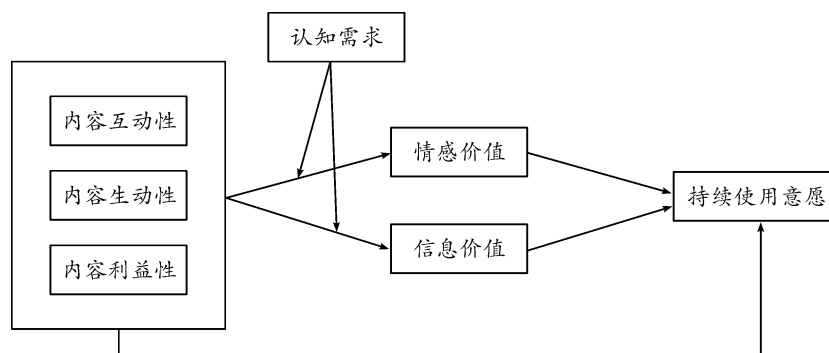 认知需求
内容互动性
内容生动性
内容利益性
情感价值
信息价值
持续使用意愿